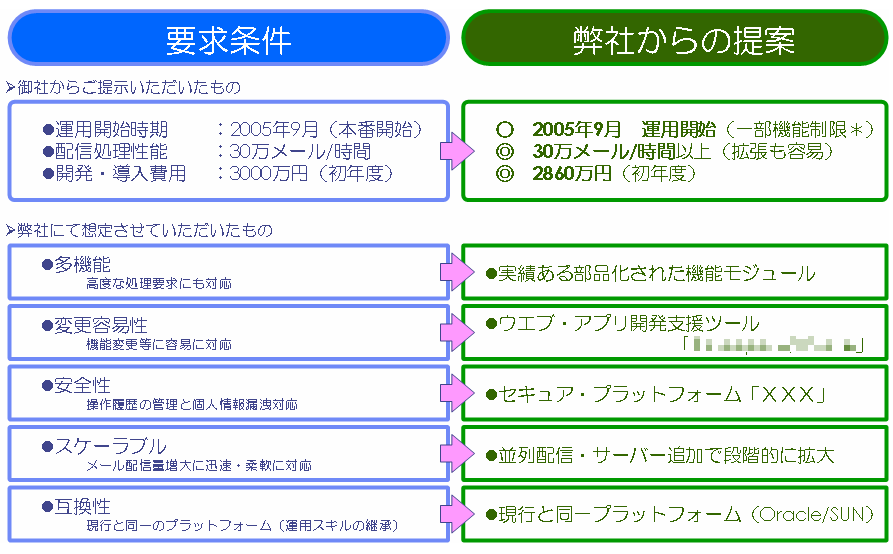 要求条件
弊社からの提案
➢御社からご提示いただいたもの
●運用開始時期　：2005年9月（本番開始）
●配信処理性能　：30万メール/時間
●開発・導入費用　：3000万円（初年度）
○　2005年9月　運用開始（一部機能制限＊）
◎　30万メール/時間以上（拡張も容易）
◎　2860万円（初年度）
➢弊社にて想定させていただいたもの
●多機能
高度な処理要求にも対応
●実績ある部品化された機能モジュール
●変更容易性
機能変更等に容易に対応
●ウエブ・アプリ開発支援ツール
「」
●安全性
操作履歴の管理と個人情報漏洩対応
●セキュア・プラットフォーム「ＸＸＸ」
●スケーラブル
メール配信量増大に迅速・柔軟に対応
●並列配信・サーバー追加で段階的に拡大
●互換性
現行と同一のプラットフォーム（運用スキルの継承）
●現行と同一プラットフォーム（Oracle/SUN）